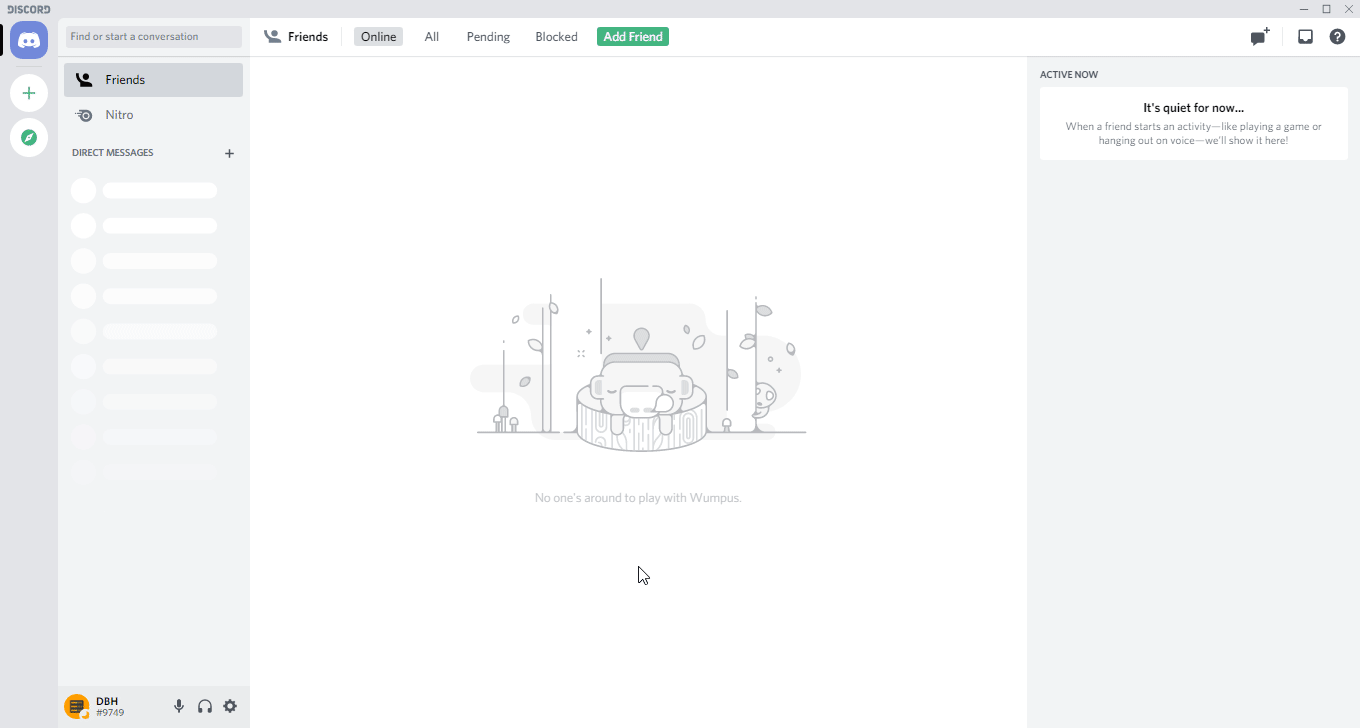 DISCORD
Find or start a conversation
Friends
Online
All
Pending
Blocked
Add Friend
Friends
Nitro
DIRECT MESSAGES
ACTIVE NOW
It's quiet for now...
When a friend starts an activity—like playing a game or
hanging out on voice—we'll show it here!
No one's around to play with Wumpus.
DBH
#9749